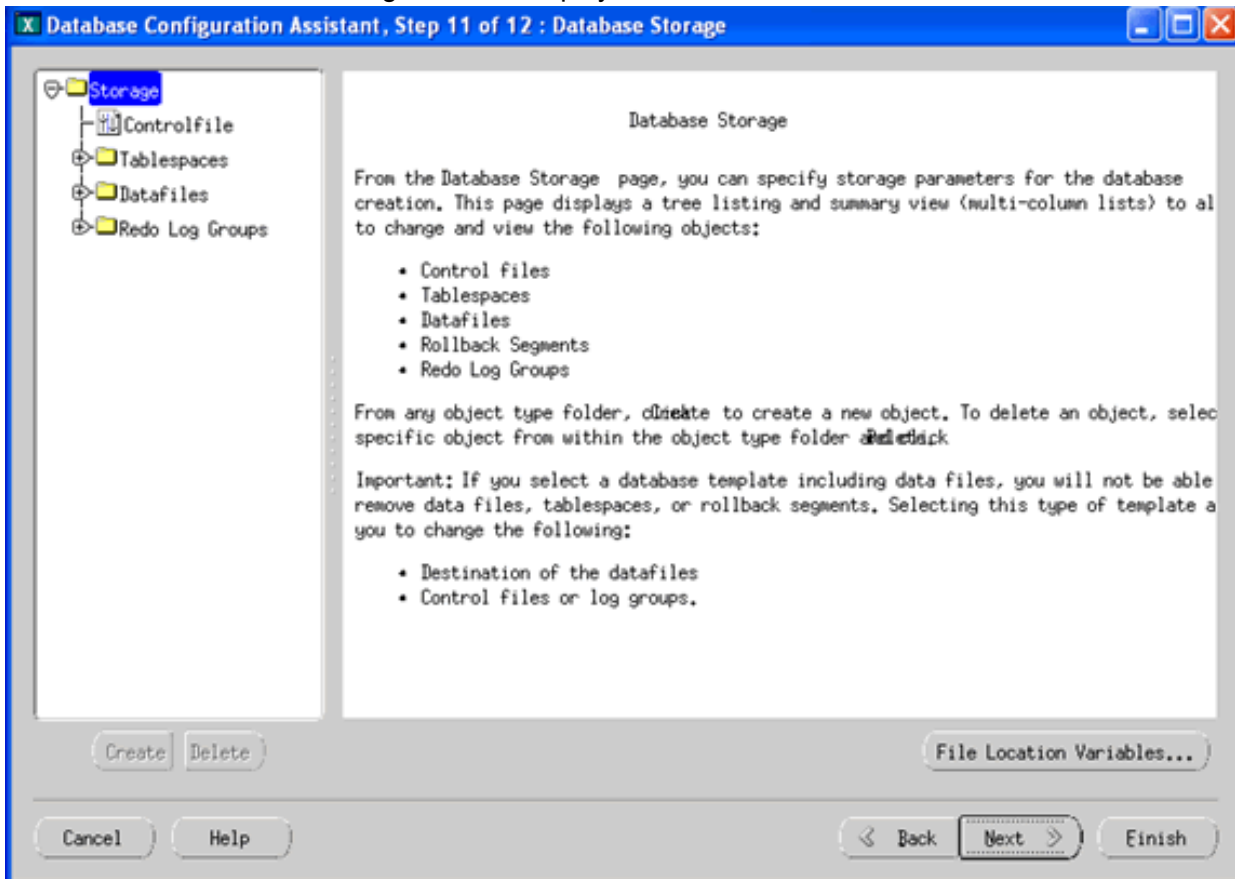 Database Configuration Assistant, Step 11 of 12 : Database Storage
Storage
Controlfile
Tablespaces
Datafiles
Redo Log Groups
Database Storage
From the Database Storage page, you can specify storage parameters for the database
creation. This page displays a tree listing and summary view (multi-column lists) to al
to change and view the following objects:
• Control files
• Tablespaces
• Datafiles
• Rollback Segments
• Redo Log Groups
From any object type folder, to create a new object. To delete an object, selec
specific object from within the object type folder
Important: If you select a database template including data files, you will not be able
remove data files, tablespaces, or rollback segments. Selecting this type of template a
you to change the following:
• Destination of the datafiles
• Control files or log groups.
Create Delete
File Location Variables...
Cancel Help
Back Next Finish